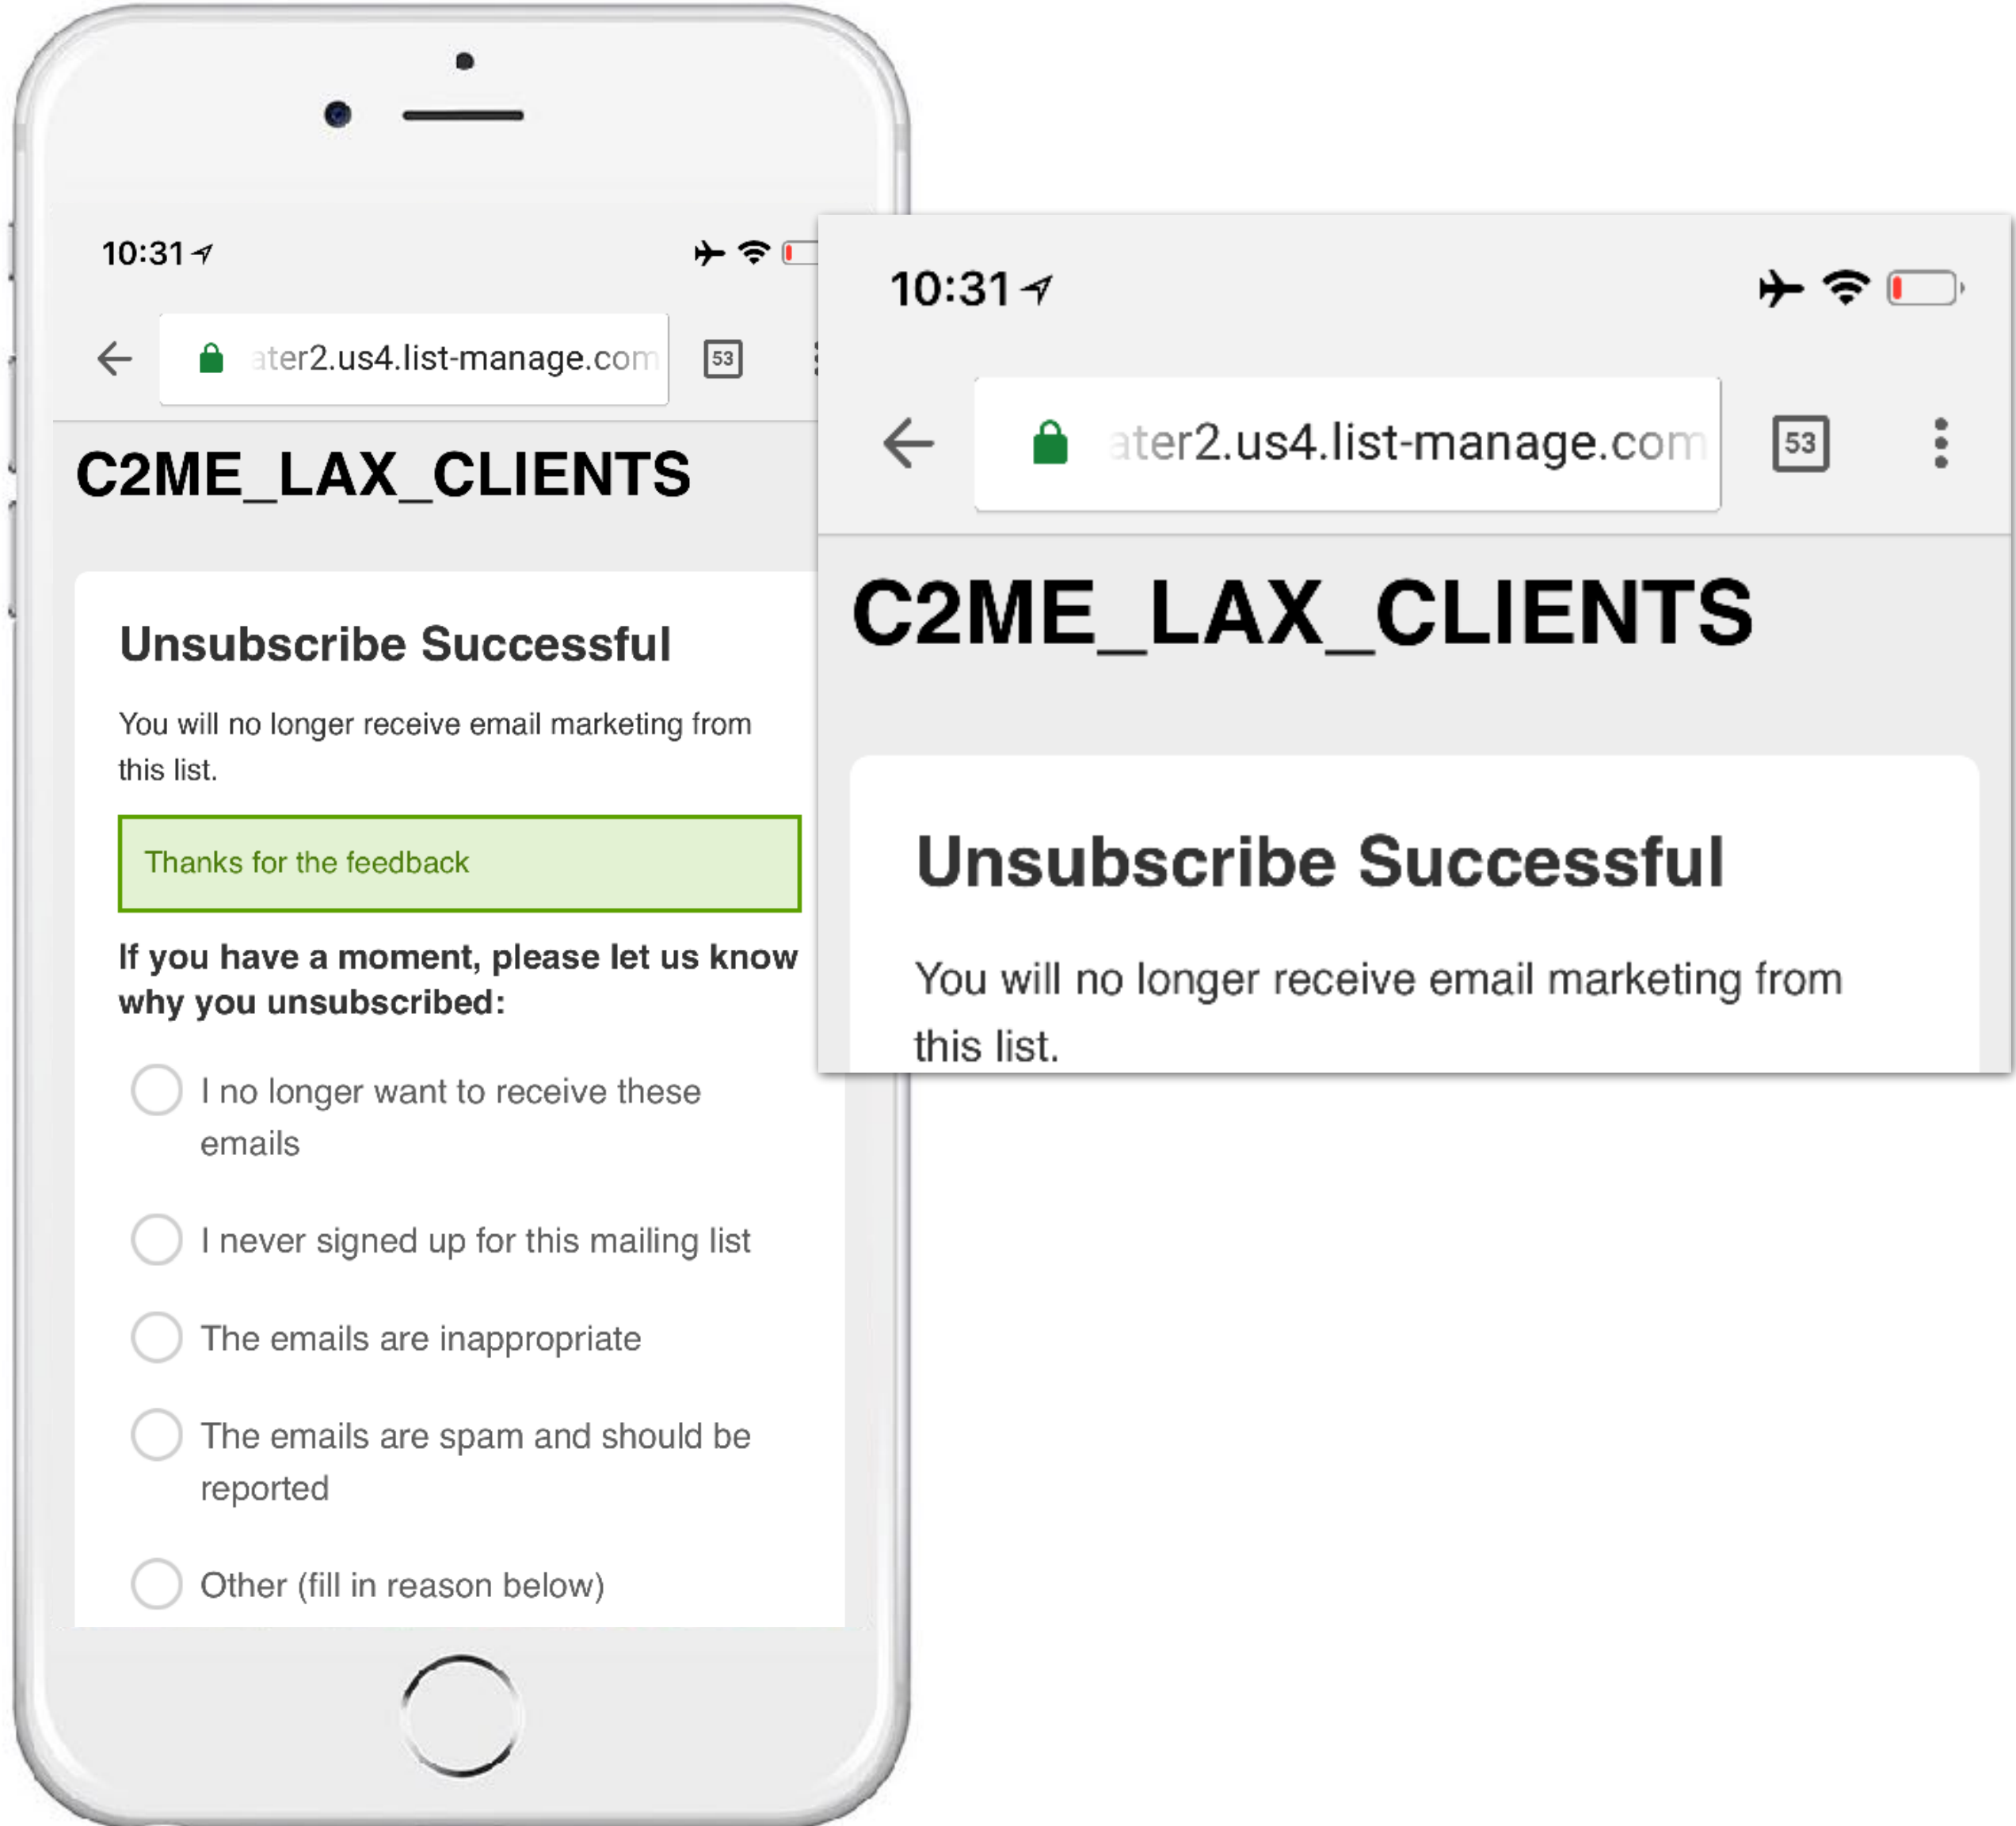 10:31
ater2.us4.list-manage.com
53
C2ME_LAX_CLIENTS
Unsubscribe Successful
You will no longer receive email marketing from
this list.
Thanks for the feedback
If you have a moment, please let us know
why you unsubscribed:
I no longer want to receive these
emails
I never signed up for this mailing list
The emails are inappropriate
The emails are spam and should be
reported
Other (fill in reason below)
10:31
ater2.us4.list-manage.com
53
C2ME_LAX_CLIENTS
Unsubscribe Successful
You will no longer receive email marketing from
this list.